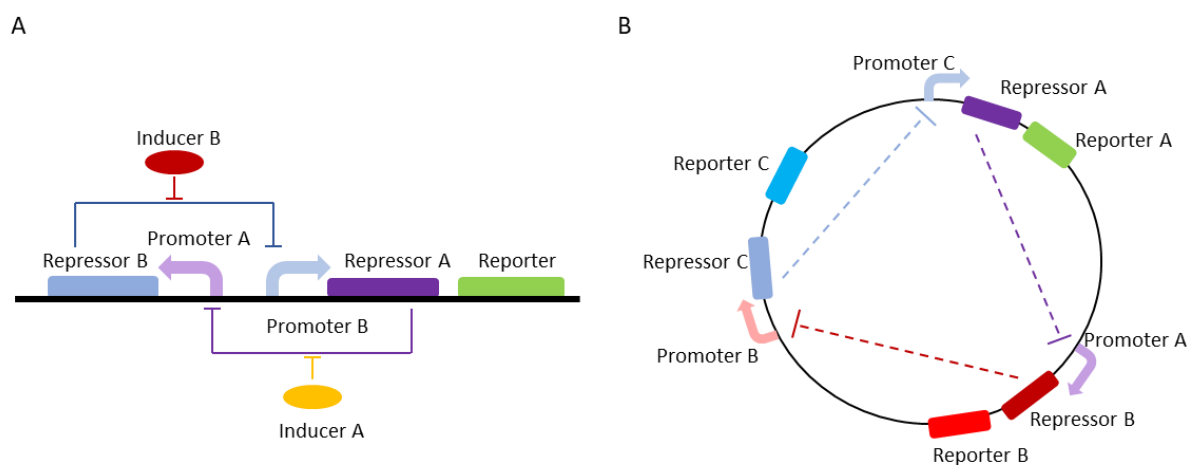 A
Inducer B
Promoter A
Repressor B
Repressor A
Reporter
Promoter B
Inducer A
B
Promoter C
Repressor A
Reporter A
Reporter C
Repressor C
Promoter A
Promoter B
Repressor B
Reporter B